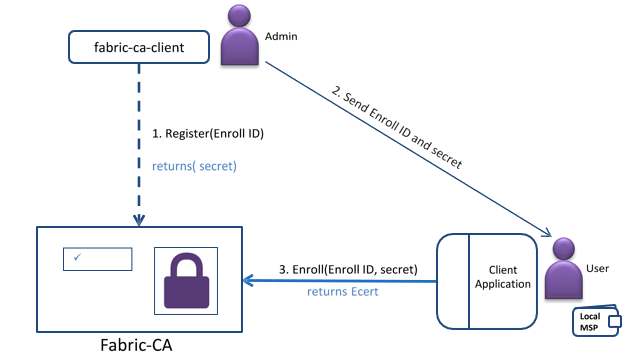 fabric-ca-client
Admin
1. Register(Enroll ID)
returns( secret)
2. Send Enroll ID and secret
3. Enroll(Enroll ID, secret)
returns Ecert
Client
Application
User
Local
MSP
Fabric-CA